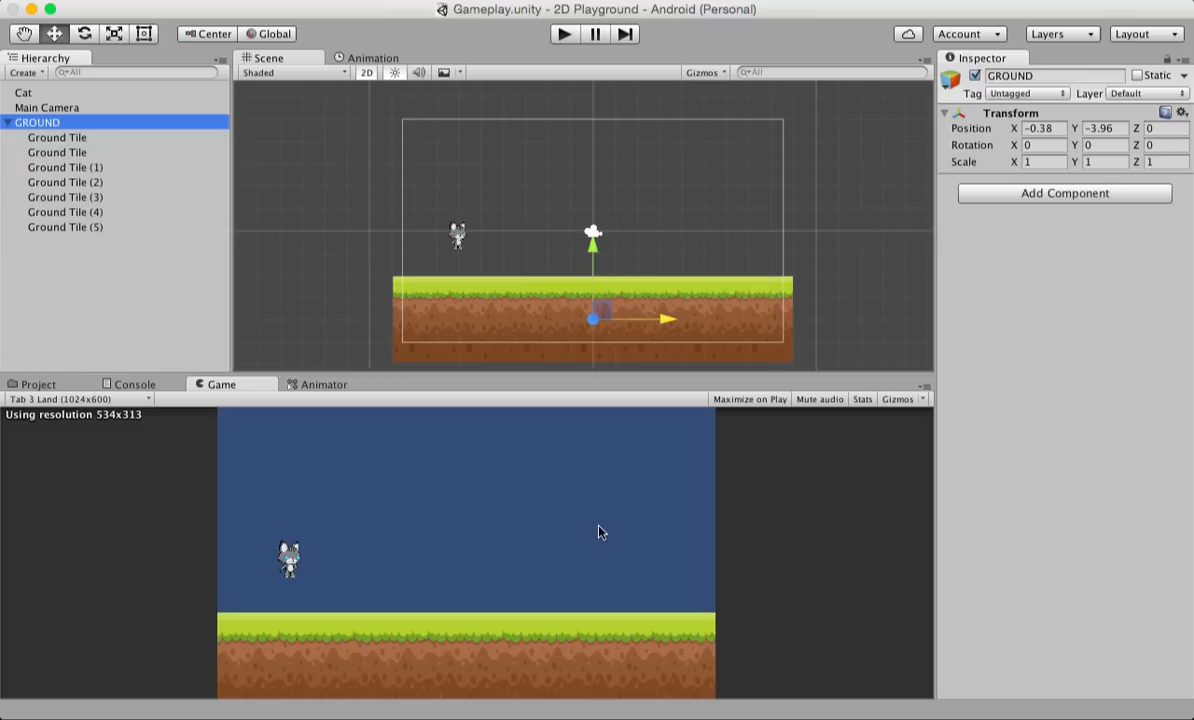 Gameplay.unity - 2D Playground - Android (Personal)
Center Global Account Layers Layout
Hierarchy
Create All
Cat
Main Camera
GROUND
Ground Tile
Ground Tile
Ground Tile (1)
Ground Tile (2)
Ground Tile (3)
Ground Tile (4)
Ground Tile (5)
Scene Animation
Shaded 2D Gizmos All
Inspector
GROUND Static
Tag Untagged Layer Default
Transform
Position X -0.38 Y -3.96 Z 0
Rotation X 0 Y 0 Z 0
Scale X 1 Y 1 Z 1
Add Component
Project Console Game Animator
Tab 3 Land (1024x600) Maximize on Play Mute audio Stats Gizmos
Using resolution 534x313